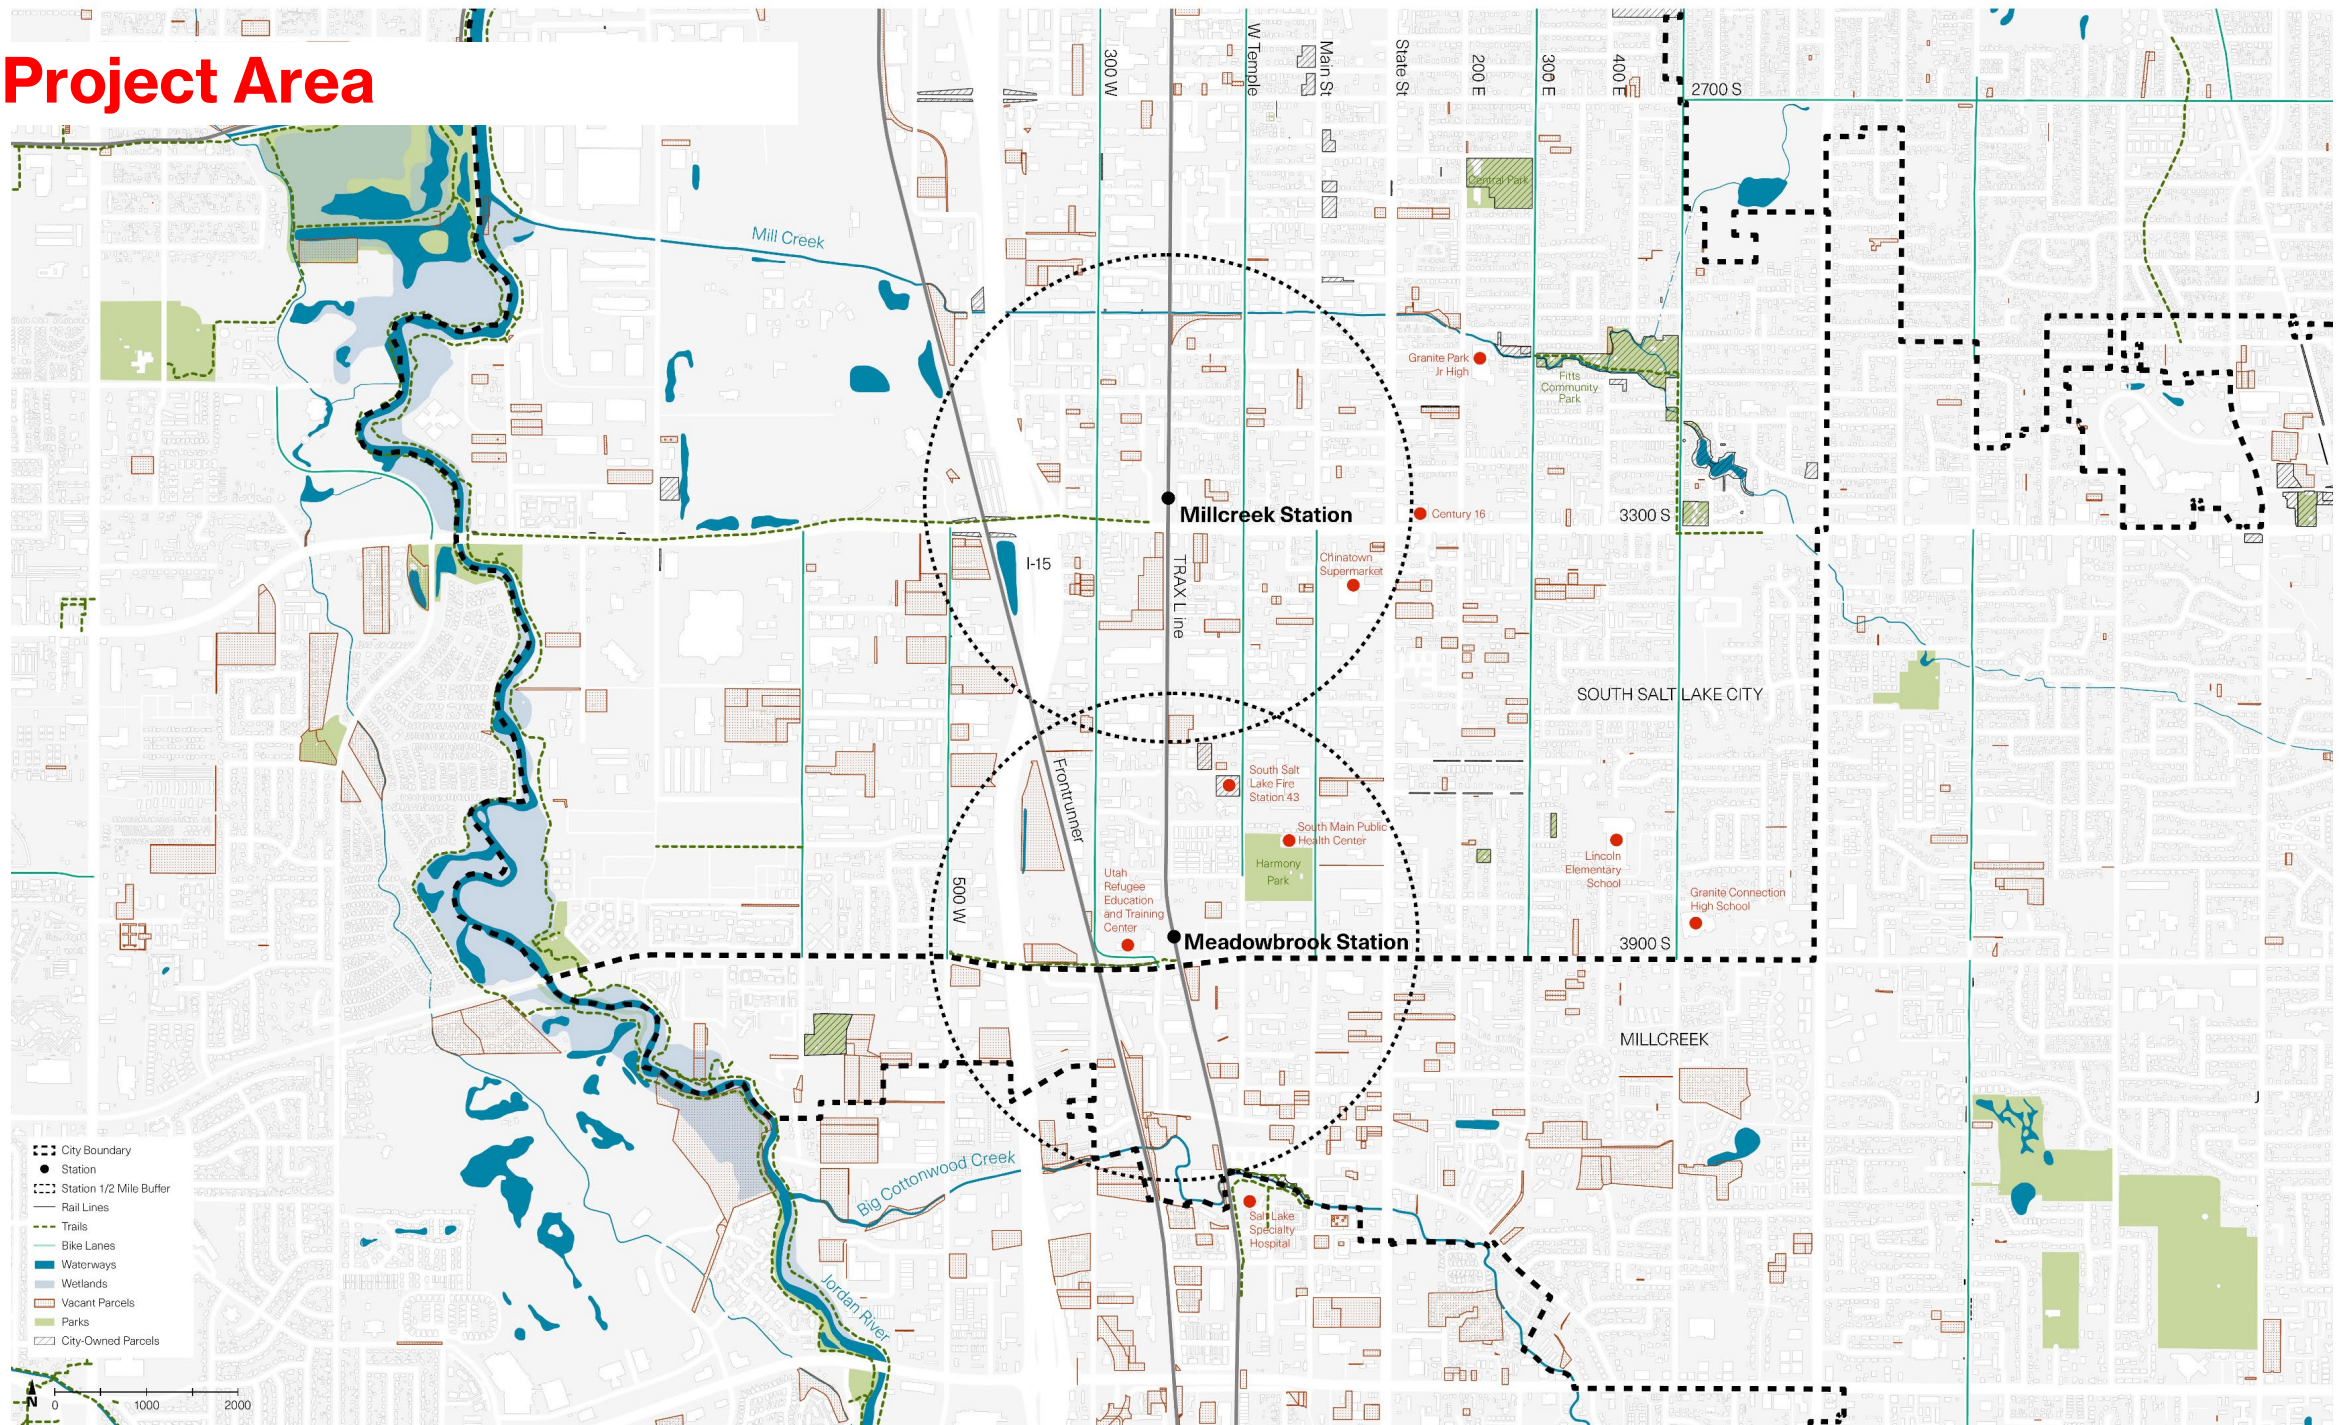 Project Area
300 W
W Temple
Main St
State St
200 E
300 E
400 E
2700 S
Central Park
Mill Creek
Granite Park
Jr High
Fitts
Community
Park
Millcreek Station
Century 16
3300 S
I-15
TRAX Line
Chinatown
Supermarket
SOUTH SALT LAKE CITY
Frontrunner
South Salt
Lake Fire
Station 43
South Main Public
Health Center
Harmony
Park
Lincoln
Elementary
School
Granite Connection
High School
500 W
Utah
Refugee
Education
and Training
Center
Meadowbrook Station
3900 S
MILLCREEK
Big Cottonwood Creek
Salt Lake
Specialty
Hospital
Jordan River
City Boundary
Station
Station 1/2 Mile Buffer
Rail Lines
Trails
Bike Lanes
Waterways
Wetlands
Vacant Parcels
Parks
City-Owned Parcels
N
0 1000 2000